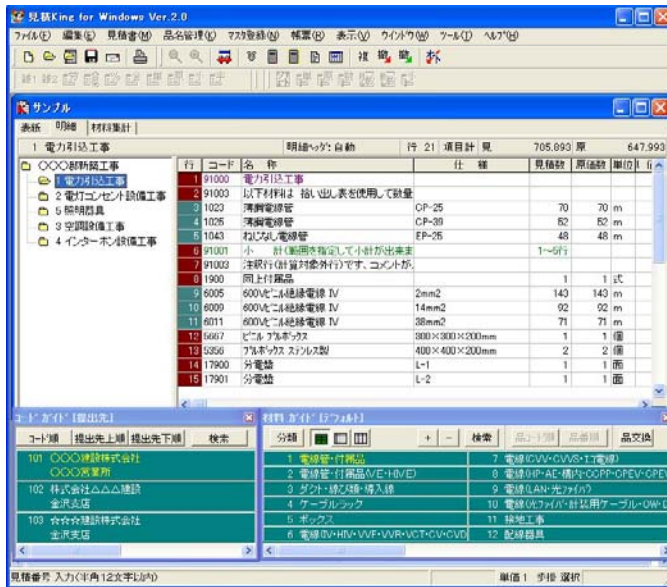 見積Kine for Windows Ver.2.0
ファイル(F) 編集(E) 見積書(M) 品名管理(K) マスタ登録(N) 帳票(R) 表示(V) ウインドウ(W) ツール(T) ヘルプ(H)
サンプル
表紙 明細 材料集計
1 電力引込工事 明細ヘッダ:自動 行 21 項目計 見 705,893 原 647,993
○○○邸新築工事
1 電力引込工事
2 電灯コンセント設備工事
5 照明器具
3 空調設備工事
4 インターホン設備工事
行 コード 名 称 仕 様 見積数 原価数 単位
1 91000 電力引込工事
2 91003 以下材料は 拾い出し表を使用して数量
3 1023 薄鋼電線管 CP-25 70 70 m
4 1025 薄鋼電線管 CP-39 52 52 m
5 1043 ねじなし電線管 EP-25 48 48 m
6 91001 小 計(範囲を指定して小計が出来ま 1~5行
7 91003 注釈行(計算対象外行)です、コメントが
8 1900 同上付属品 1 1 式
9 6005 600Vビニル絶縁電線 IV 2mm2 143 143 m
10 6009 600Vビニル絶縁電線 IV 14mm2 92 92 m
11 6011 600Vビニル絶縁電線 IV 38mm2 71 71 m
12 5667 ビニル プルボックス 300×300×200mm 1 1 個
13 5356 プルボックス ステンレス製 400×400×200mm 2 2 個
14 17900 分電盤 L-1 1 1 面
15 17901 分電盤 L-2 1 1 面
コード ガイド [提出先]
コード順 提出先上順 提出先下順 検索
101 ○○○建設株式会社
○○○営業所
102 株式会社△△△建設
金沢支店
103 ☆☆☆建設株式会社
金沢支店
材料 ガイド [デフォルト]
分類 + - 検索 品コード順 品番順 品交換
1 電線管・付属品
2 電線管・付属品(VE・HIVE)
3 ダクト・線ぴ類・導入線
4 ケーブルラック
5 ボックス
6 電線(IV・HIV・VVF・VVR・VCT・CV・CVD
7 電線(CVV・CVVS・エコ電線)
8 電線(HP・AE・構内・CCPP・CPEV・CPEV
9 電線(LAN・光ファイバ)
10 電線(光ファイバ・計装用ケーブル・OW・D
11 接地工事
12 配線器具
見積番号 入力(半角12文字以内) 単価1 歩掛 選択